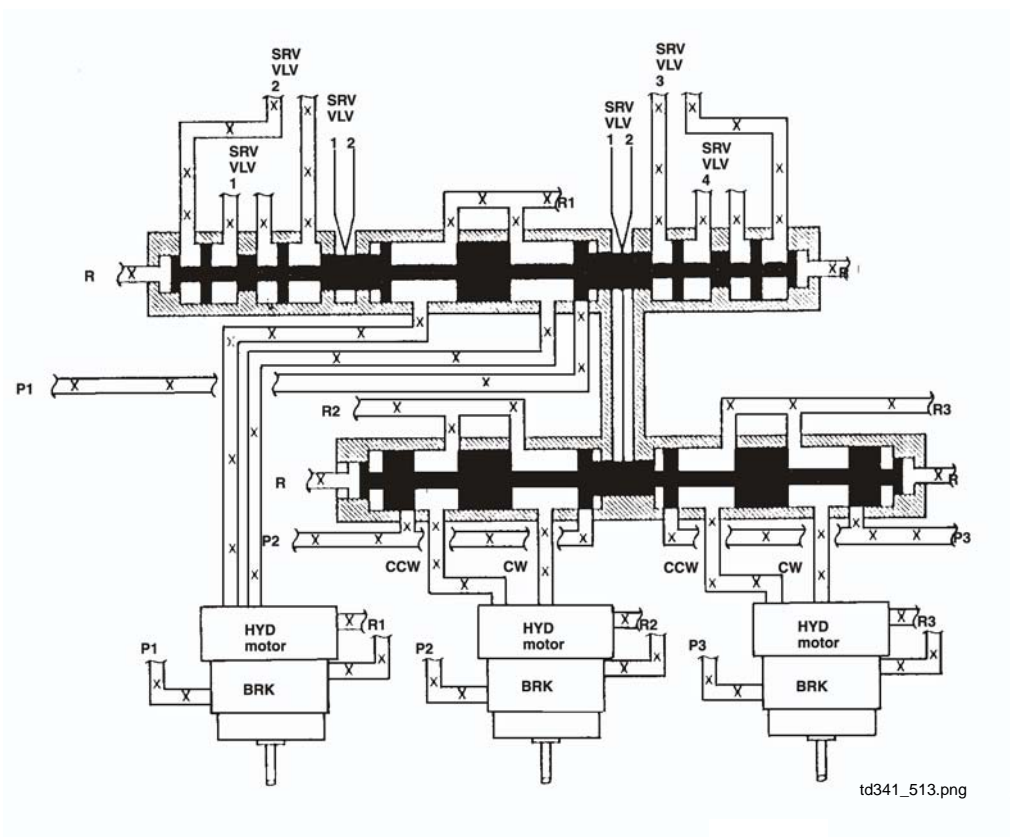 SRV
VLV
2
SRV
VLV
1 2
SRV
VLV
1
SRV
VLV
3
SRV
VLV
1 2
SRV
VLV
4
R1
R
R
P1
R2
R3
R
R
P2
P3
CCW
CW
CCW
CW
HYD
motor
R1
P1
BRK
HYD
motor
R2
P2
BRK
HYD
motor
R3
P3
BRK
td341_513.png